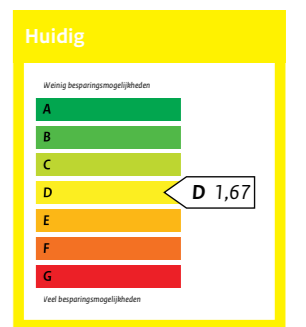 Huidig
Weinig besparingsmogelijkheden
A
B
C
D
D 1,67
E
F
G
Veel besparingsmogelijkheden